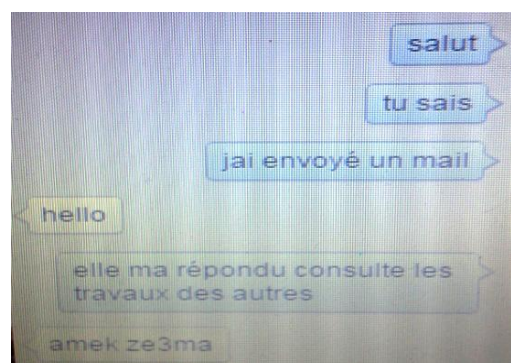 salut
tu sais
jai envoyé un mail
hello
elle ma répondu consulte les
travaux des autres
amek ze3ma